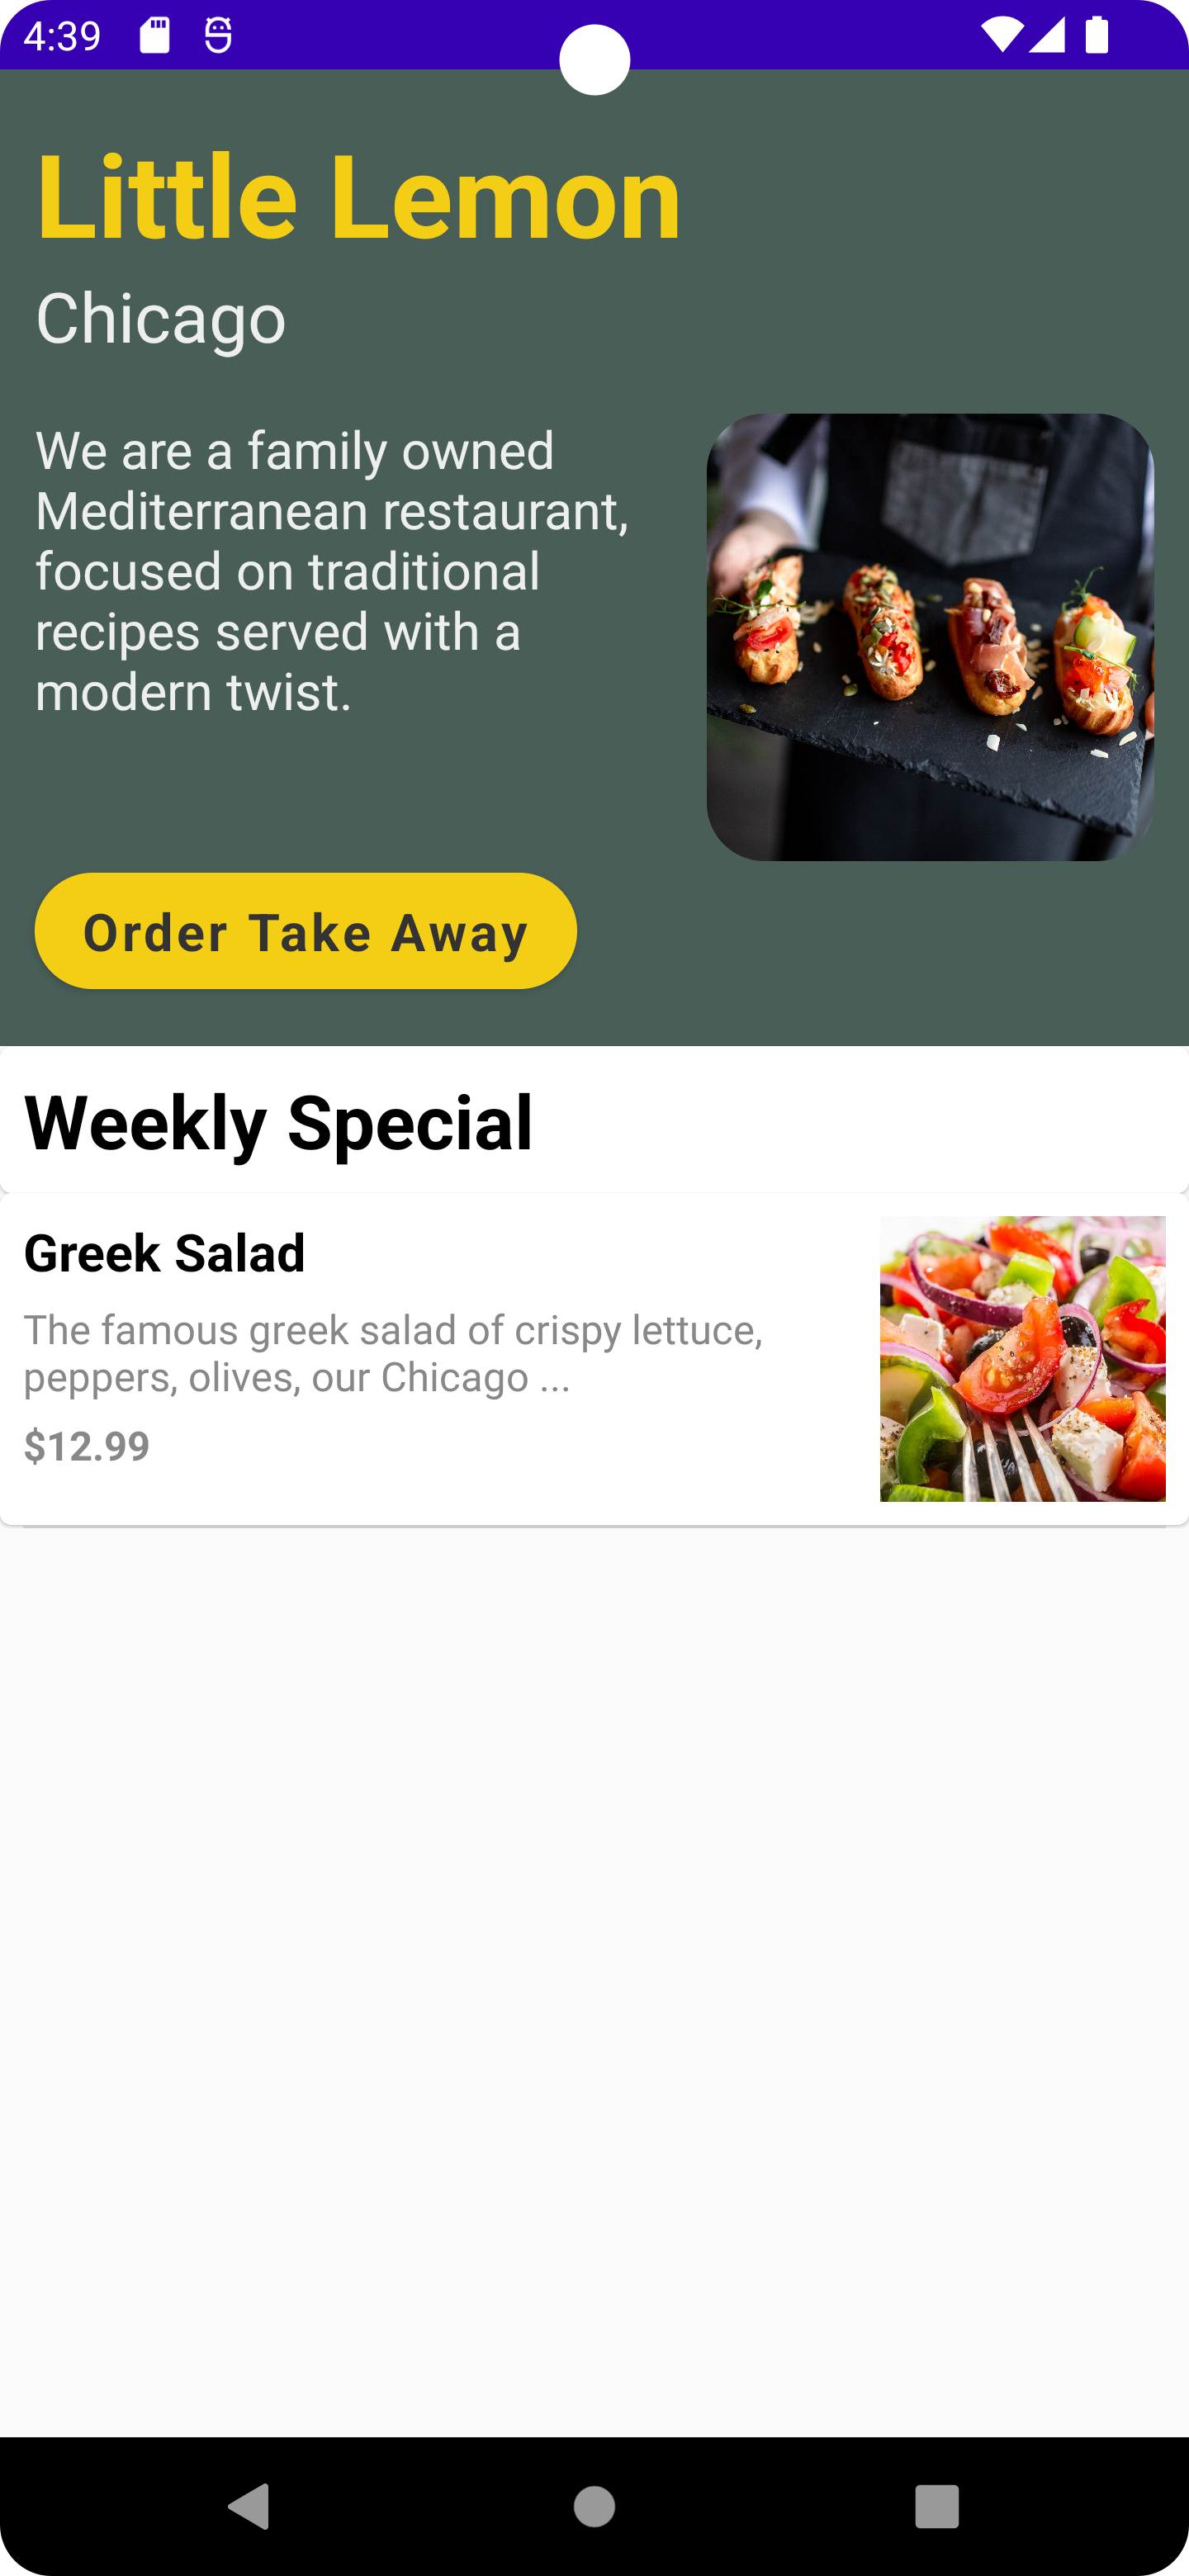 4:39
Little Lemon
Chicago
We are a family owned
Mediterranean restaurant,
focused on traditional
recipes served with a
modern twist.
Order Take Away
Weekly Special
Greek Salad
The famous greek salad of crispy lettuce,
peppers, olives, our Chicago ...
$12.99